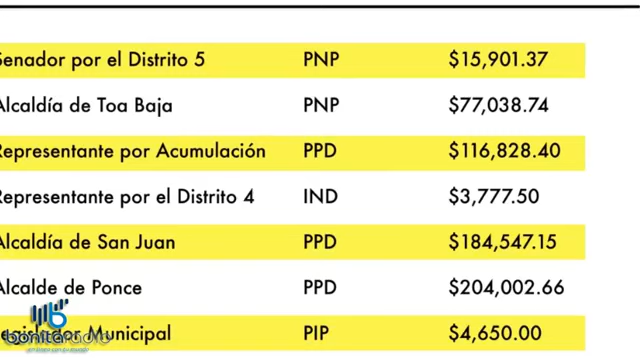 Senador por el Distrito 5 PNP $15,901.37
Alcaldía de Toa Baja PNP $77,038.74
Representante por Acumulación PPD $116,828.40
Representante por el Distrito 4 IND $3,777.50
Alcaldía de San Juan PPD $184,547.15
Alcalde de Ponce PPD $204,002.66
Legislador Municipal PIP $4,650.00
bonitaradio